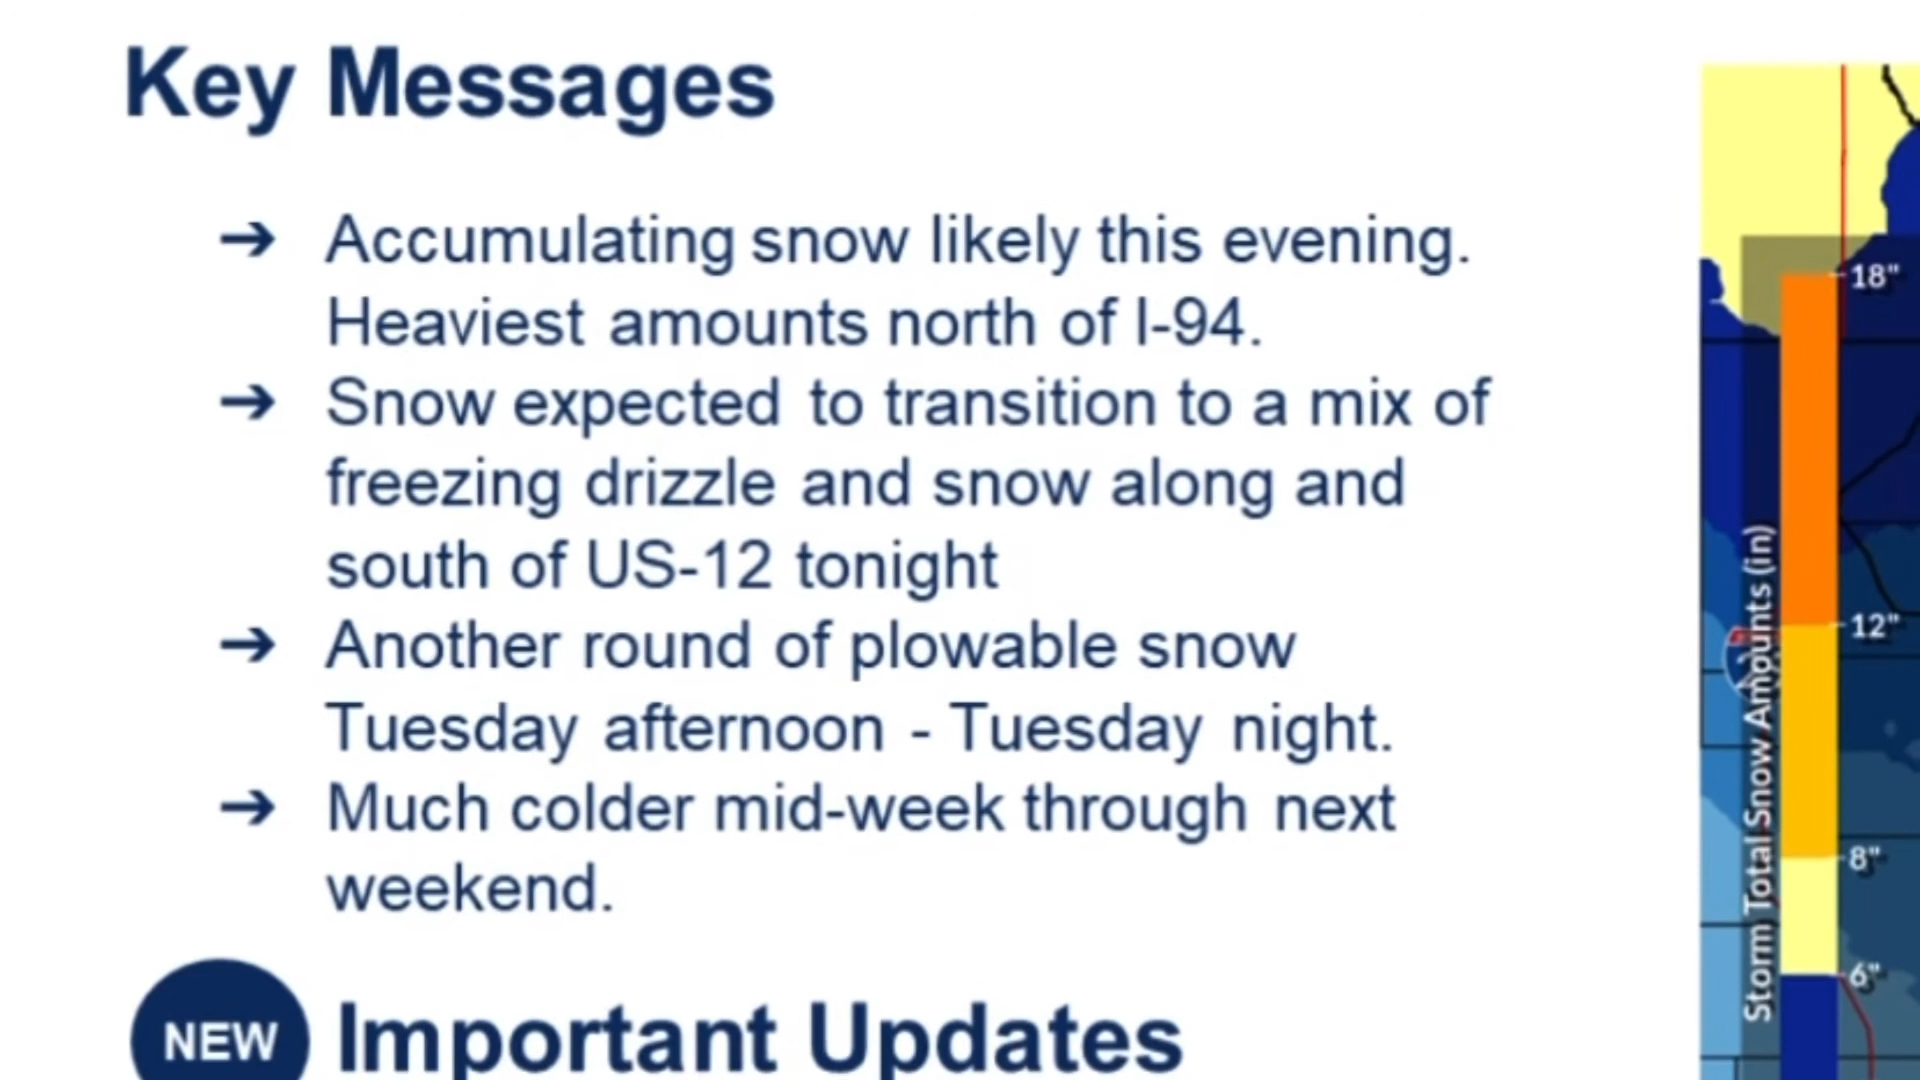 Key Messages
➔ Accumulating snow likely this evening.
Heaviest amounts north of I-94.
➔ Snow expected to transition to a mix of
freezing drizzle and snow along and
south of US-12 tonight
➔ Another round of plowable snow
Tuesday afternoon - Tuesday night.
➔ Much colder mid-week through next
weekend.
NEW Important Updates
Storm Total Snow Amounts (in)
18"
12"
8"
6"